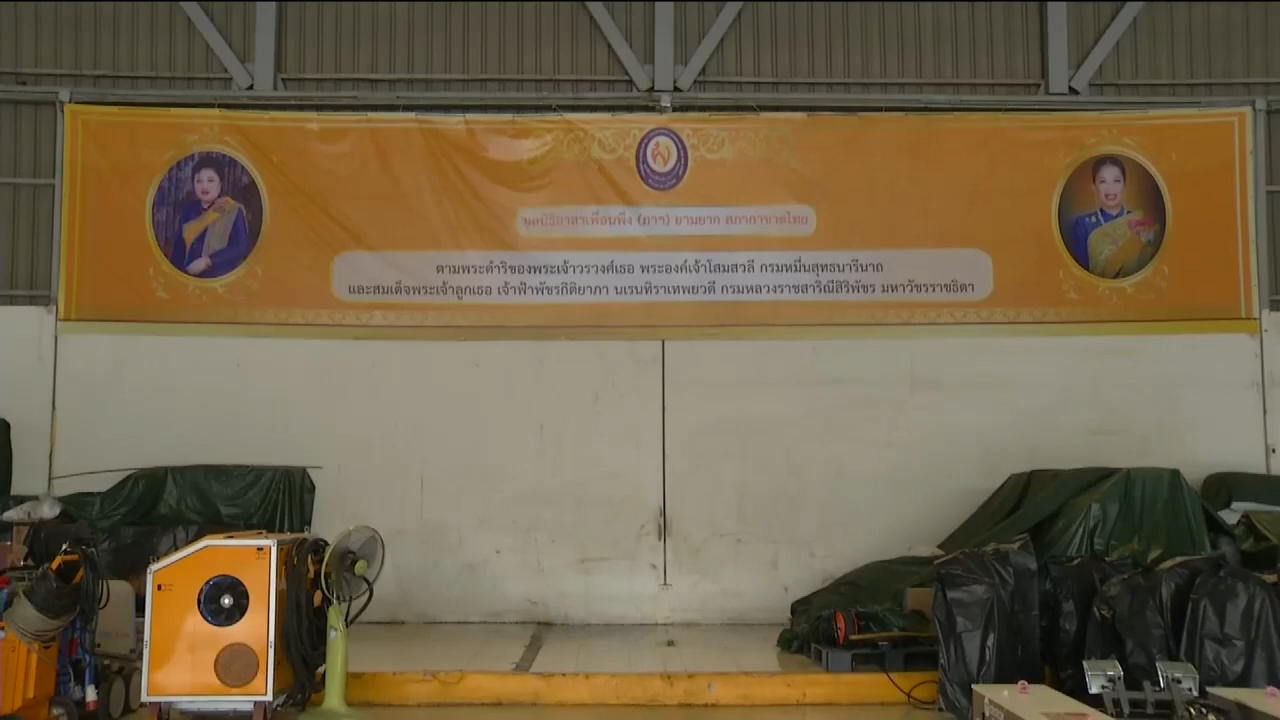 มูลนิธิอาสาเพื่อนพึ่ง (ภาฯ) ยามยาก สภากาชาดไทย
ตามพระดำริของพระเจ้าวรวงศ์เธอ พระองค์เจ้าโสมสวลี กรมหมื่นสุทธนารีนาถ
และสมเด็จพระเจ้าลูกเธอ เจ้าฟ้าพัชรกิติยาภา นเรนทิราเทพยวดี กรมหลวงราชสาริณีสิริพัชร มหาวัชรราชธิดา